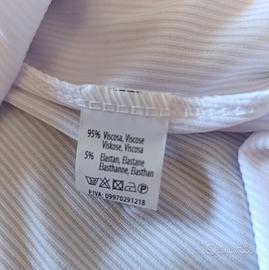 95% Viscosa, Viscose
Viskose, Viscosa
5% Elastan, Elastane
Elasthanne, Elasthan
P.IVA: 09970291218